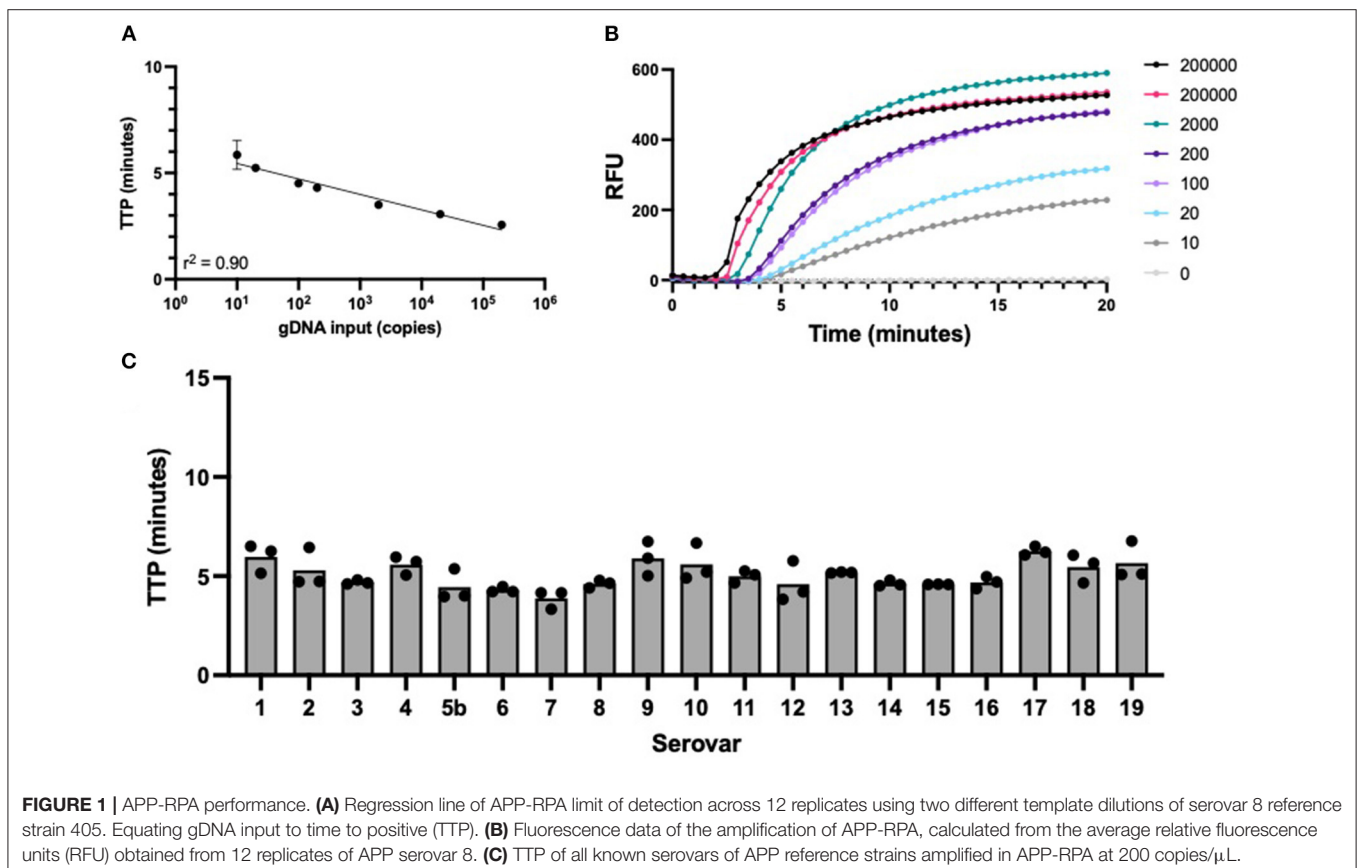 A
10
5
0
TTP (minutes)
r² = 0.90
10⁰ 10¹ 10² 10³ 10⁴ 10⁵ 10⁶
gDNA input (copies)
B
600
400
200
0
RFU
0 5 10 15 20
Time (minutes)
200000
200000
2000
200
100
20
10
0
C
15
10
5
0
TTP (minutes)
1 2 3 4 5b 6 7 8 9 10 11 12 13 14 15 16 17 18 19
Serovar
FIGURE 1 | APP-RPA performance. (A) Regression line of APP-RPA limit of detection across 12 replicates using two different template dilutions of serovar 8 reference
strain 405. Equating gDNA input to time to positive (TTP). (B) Fluorescence data of the amplification of APP-RPA, calculated from the average relative fluorescence
units (RFU) obtained from 12 replicates of APP serovar 8. (C) TTP of all known serovars of APP reference strains amplified in APP-RPA at 200 copies/μL.